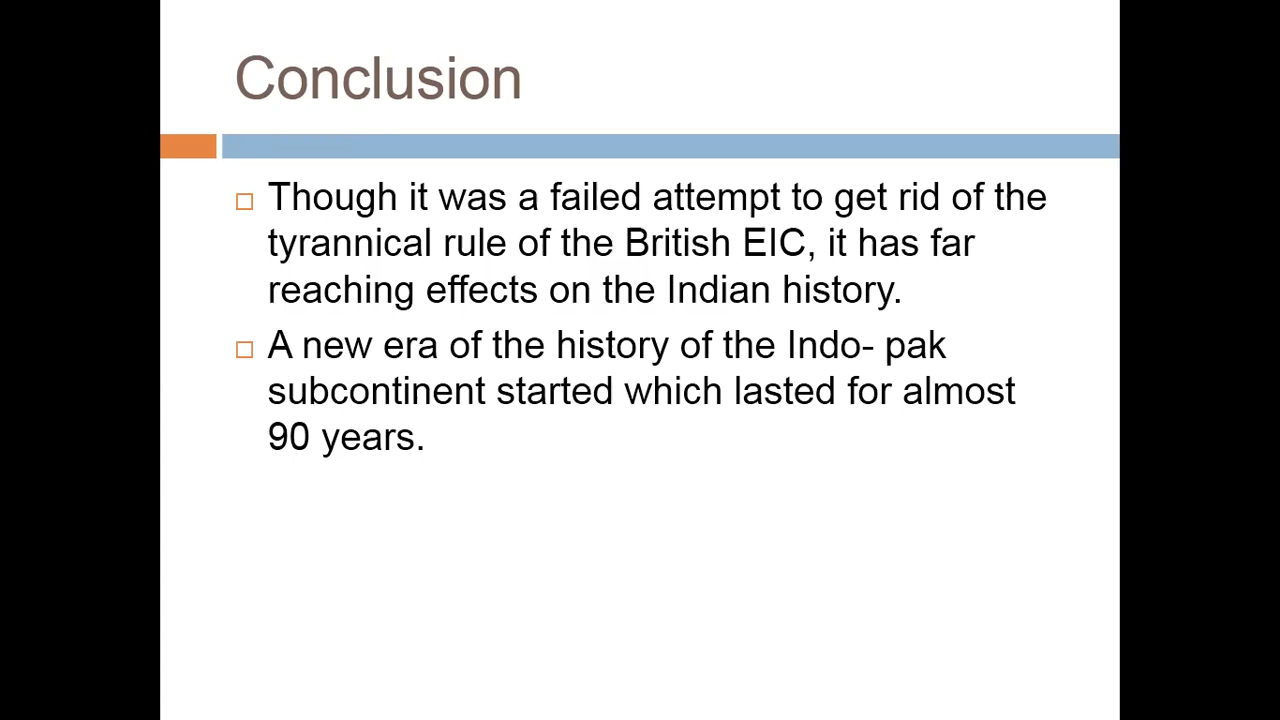 Conclusion
Though it was a failed attempt to get rid of the
tyrannical rule of the British EIC, it has far
reaching effects on the Indian history.
A new era of the history of the Indo- pak
subcontinent started which lasted for almost
90 years.